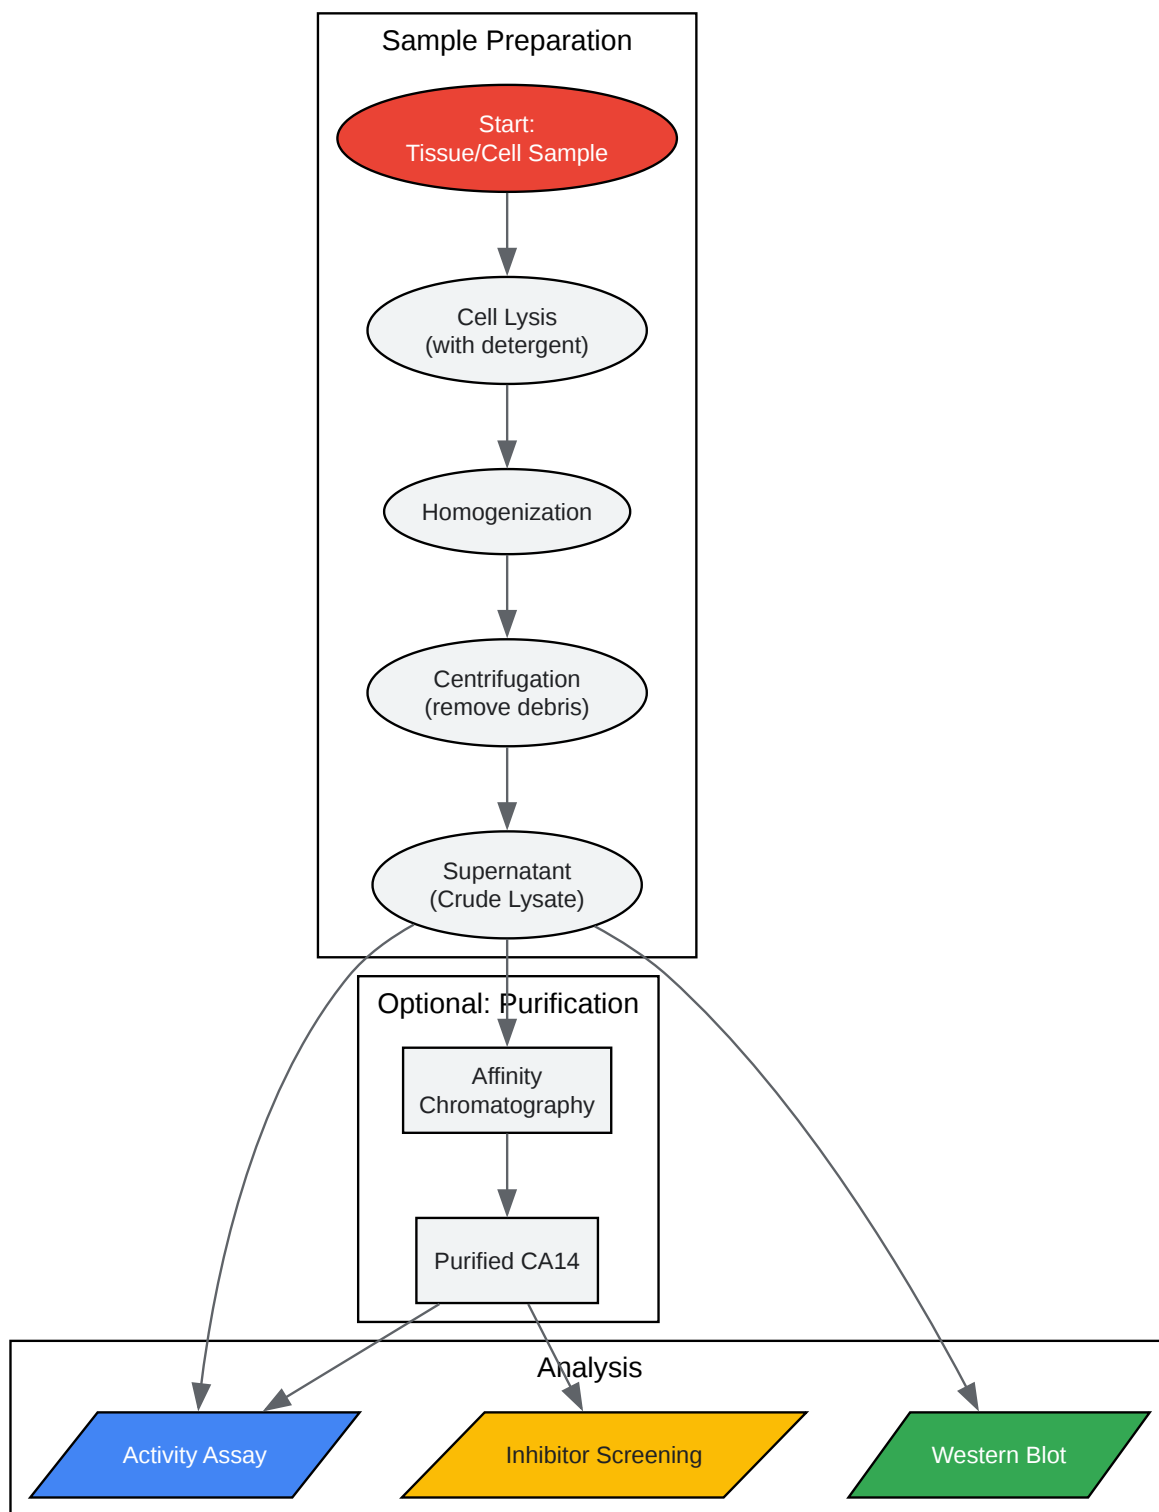 Sample Preparation
Start:
Tissue/Cell Sample
Cell Lysis
(with detergent)
Homogenization
Centrifugation
(remove debris)
Supernatant
(Crude Lysate)
Optional: Purification
Affinity
Chromatography
Purified CA14
Analysis
Activity Assay
Inhibitor Screening
Western Blot